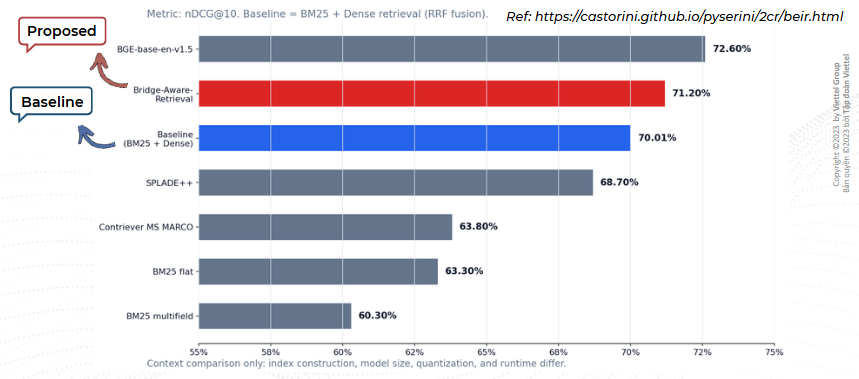 Metric: nDCG@10. Baseline = BM25 + Dense retrieval (RRF fusion).
Ref: https://castorini.github.io/pyserini/2cr/beir.html
Proposed
Baseline
BGE-base-en-v1.5
72.60%
Bridge-Aware-
Retrieval
71.20%
Baseline
(BM25 + Dense)
70.01%
SPLADE++
68.70%
Contriever MS MARCO
63.80%
BM25 flat
63.30%
BM25 multifield
60.30%
55% 58% 60% 62% 65% 68% 70% 72% 75%
Context comparison only: index construction, model size, quantization, and runtime differ.
Copyright ©2023 by Viettel Group
Bản quyền ©2023 bởi Tập đoàn Viettel